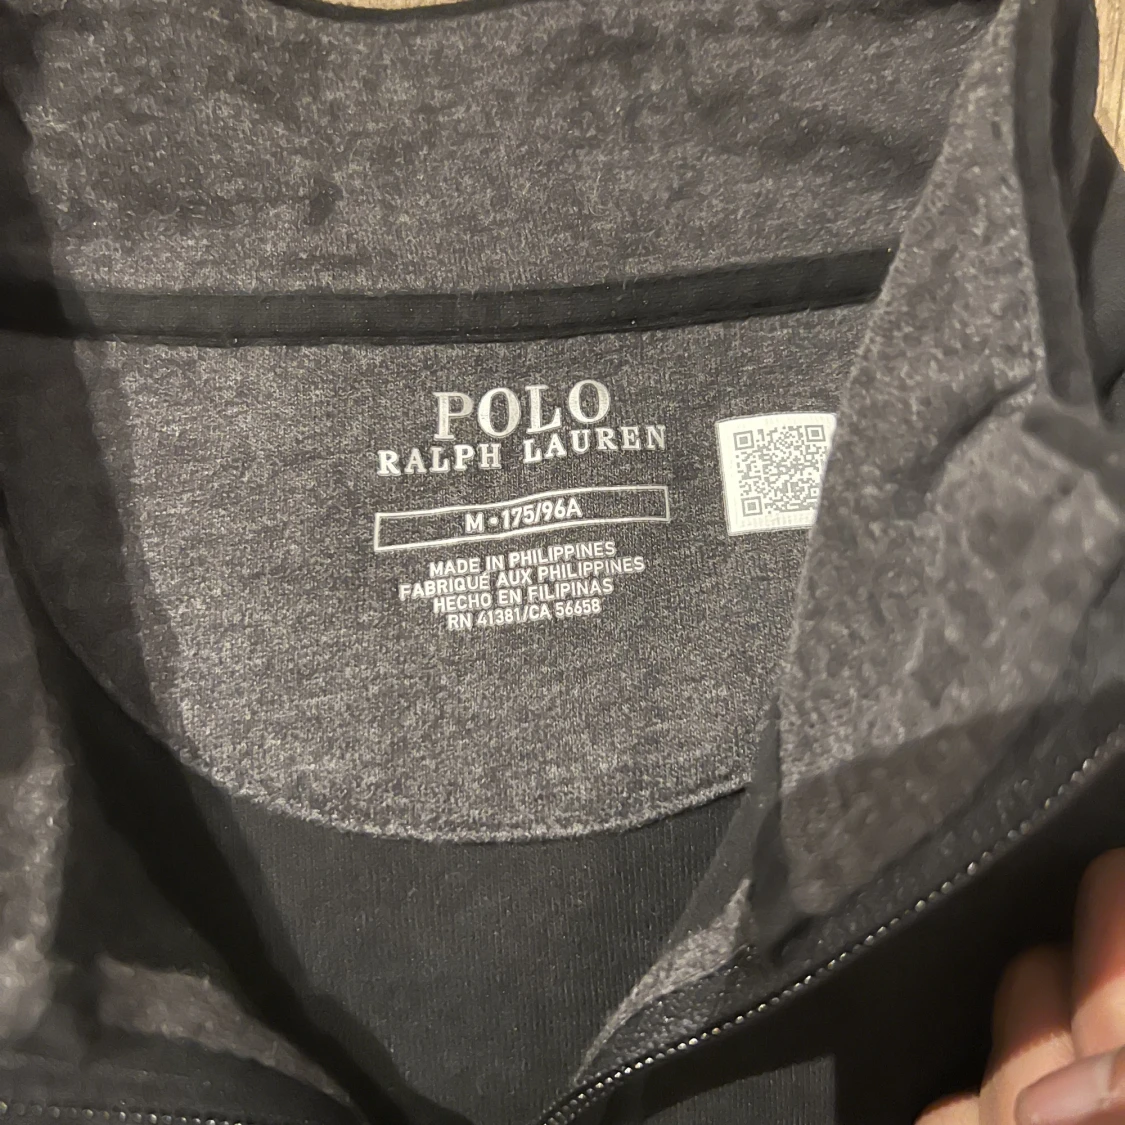 POLO
RALPH LAUREN
M - 175/96A
MADE IN PHILIPPINES
FABRIQUÉ AUX PHILIPPINES
HECHO EN FILIPINAS
RN 41381/CA 56658